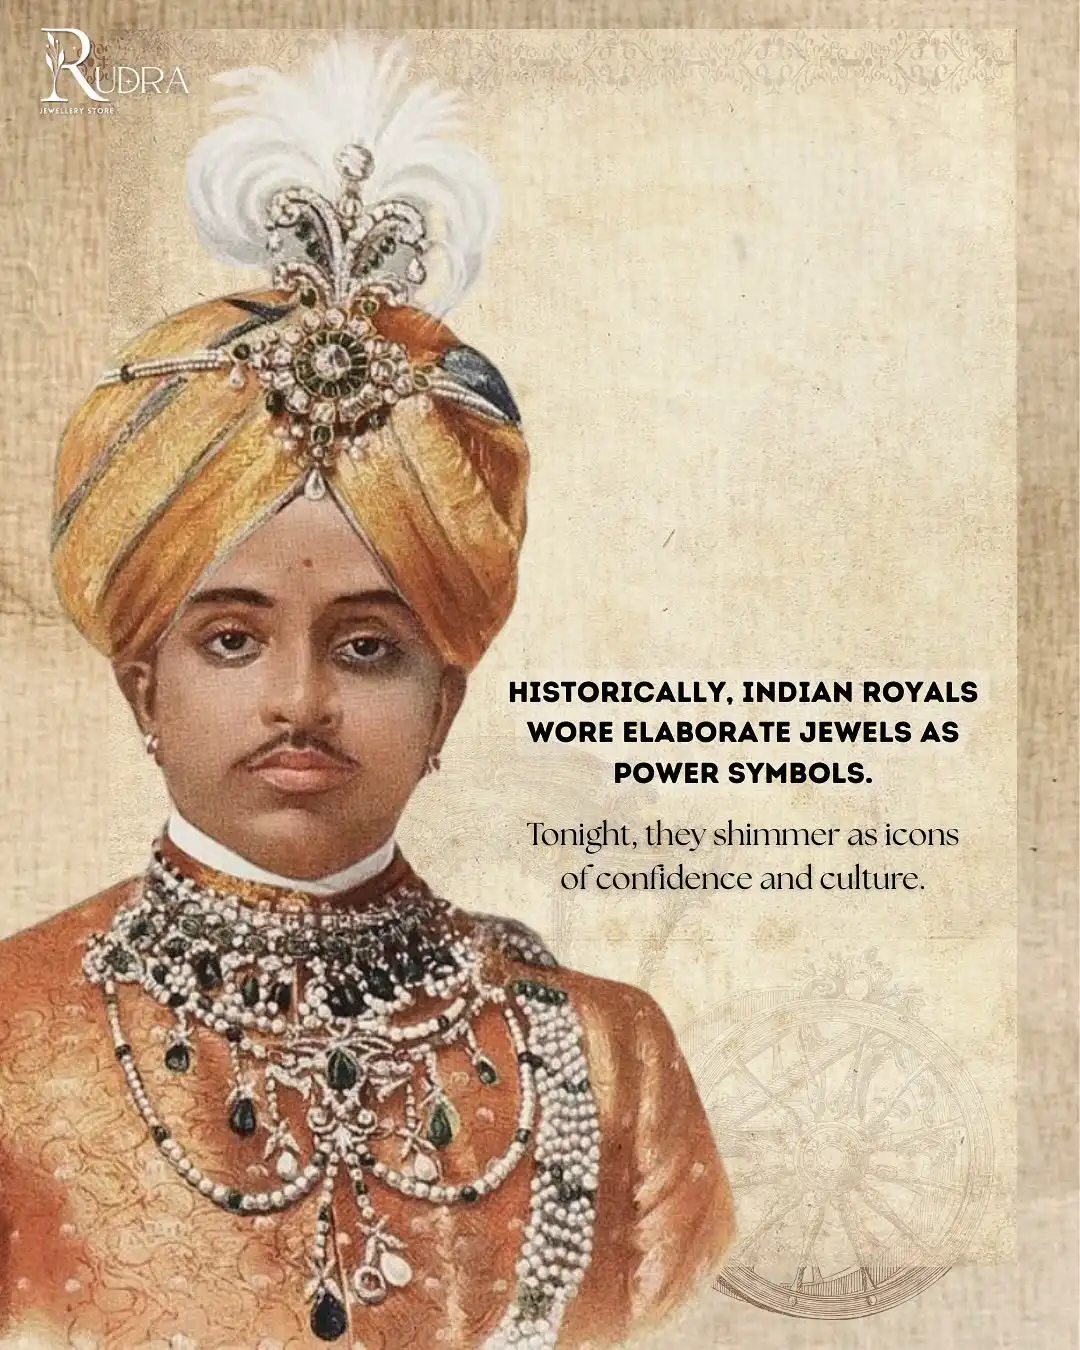 RUDRA
JEWELLERY STORE
HISTORICALLY, INDIAN ROYALS
WORE ELABORATE JEWELS AS
POWER SYMBOLS.
Tonight, they shimmer as icons
of confidence and culture.